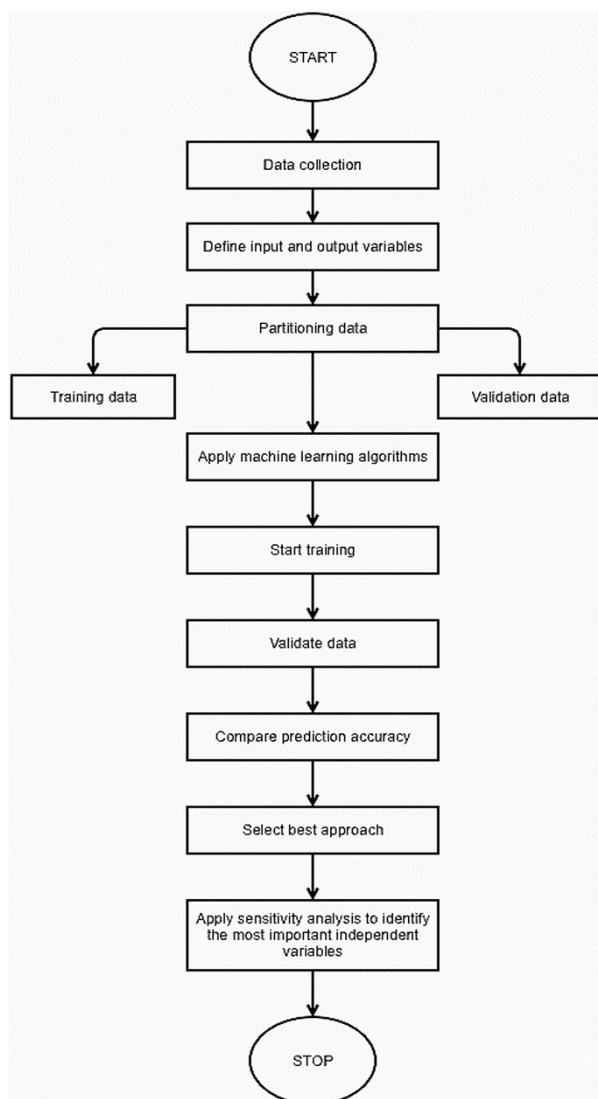 START
Data collection
Define input and output variables
Partitioning data
Training data
Validation data
Apply machine learning algorithms
Start training
Validate data
Compare prediction accuracy
Select best approach
Apply sensitivity analysis to identify
the most important independent
variables
STOP